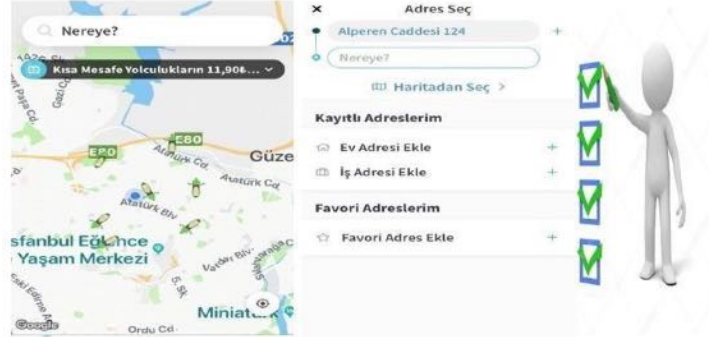 Nereye?
Kısa Mesafe Yolculukların 11,90₺...
E80
E80
Atatürk Cd.
Atatürk Cd.
Güze
Atatürk Blv
Vatan Blv.
5. Sk
Miniatürk
Yaşam Merkezi
Ordu Cd.
Google
Adres Seç
Alperen Caddesi 124
Nereye?
Haritadan Seç >
Kayıtlı Adreslerim
Ev Adresi Ekle
İş Adresi Ekle
Favori Adreslerim
Favori Adres Ekle